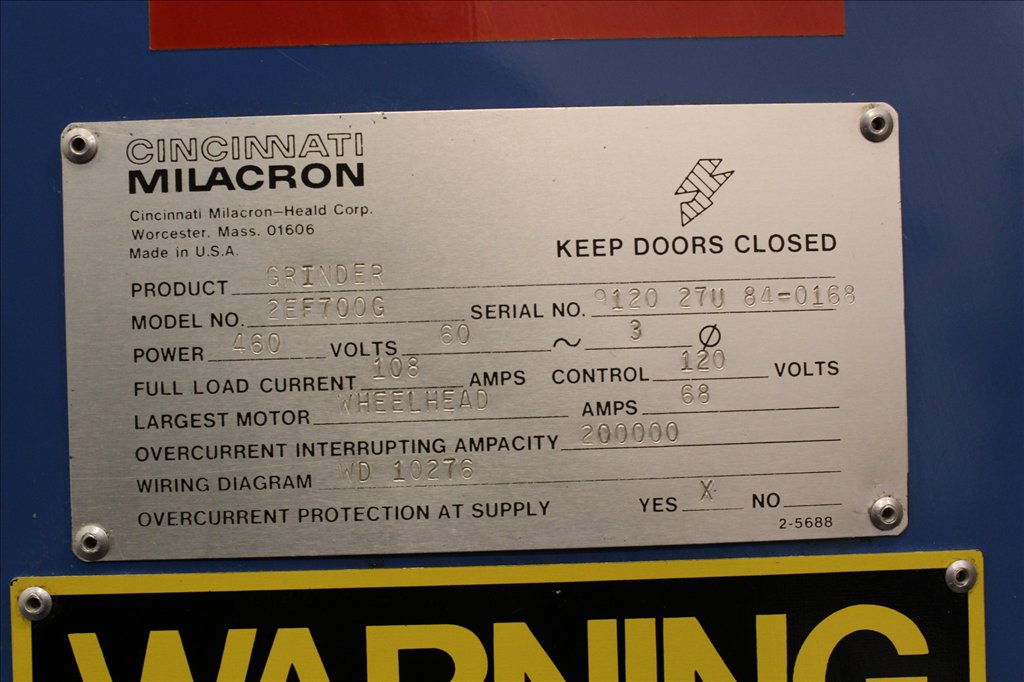 CINCINNATI
MILACRON
Cincinnati Milacron-Heald Corp.
Worcester, Mass. 01606
Made in U.S.A.
KEEP DOORS CLOSED
PRODUCT GRINDER
MODEL NO. 2EF700G SERIAL NO. 9120 27U 84-0168
POWER 460 VOLTS 60 ~ 3 Ø
FULL LOAD CURRENT 108 AMPS CONTROL 120 VOLTS
LARGEST MOTOR WHEELHEAD AMPS 68
OVERCURRENT INTERRUPTING AMPACITY 200000
WIRING DIAGRAM WD 10276
OVERCURRENT PROTECTION AT SUPPLY YES X NO
2-5688
WARNING